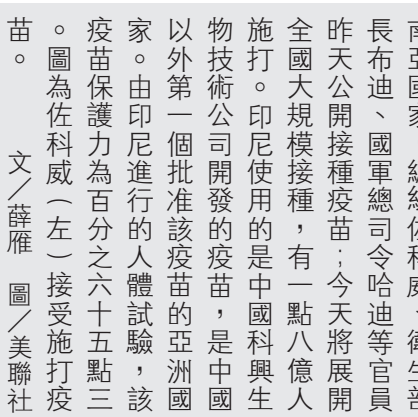 南亞國家 總統佐科威、衛生
長布迪、國軍總司令哈迪等官員
昨天公開接種疫苗;今天將展開
全國大規模接種,有一點八億人
施打。印尼使用的是中國科興生
物技術公司開發的疫苗,是中國
以外第一個批准該疫苗的亞洲國
家。由印尼進行的人體試驗,該
疫苗保護力為百分之六十五點三
。圖為佐科威(左)接受施打疫
苗。 文/薛雁 圖/美聯社